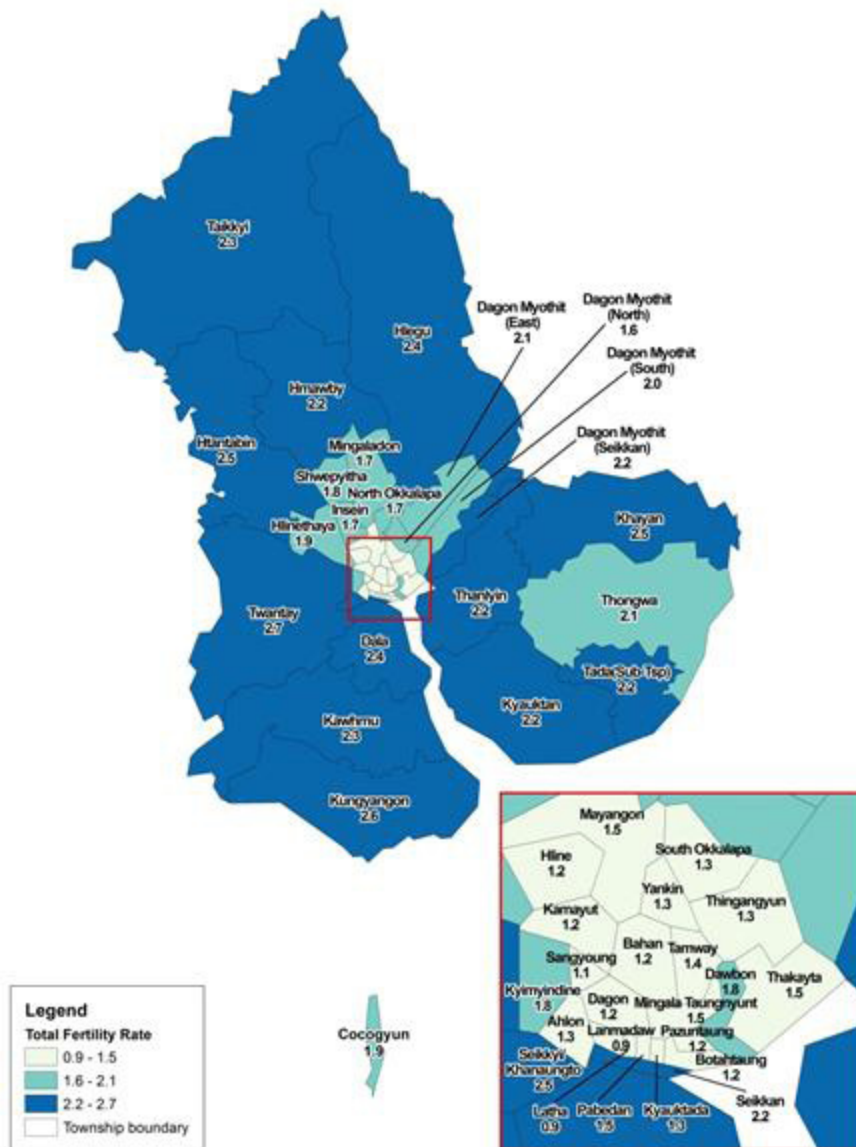 Taikkyi
2.3
Hlegu
2.4
Dagon Myothit
(East)
2.1
Dagon Myothit
(North)
1.6
Dagon Myothit
(South)
2.0
Dagon Myothit
(Seikkan)
2.2
Hmawby
2.2
Htantabin
2.5
Mingaladon
1.7
Shwepyitha
1.8
North Okkalapa
1.7
Insein
1.7
Hlinethaya
1.9
Khayan
2.5
Thongwa
2.1
Thanlyin
2.2
Twantay
2.7
Dala
2.4
Tada(Sub-Tsp)
2.2
Kyauktan
2.2
Kawhmu
2.3
Kungyangon
2.6
Mayangon
1.5
South Okkalapa
1.3
Hline
1.2
Yankin
1.3
Thingangyun
1.3
Kamayut
1.2
Bahan
1.2
Tamway
1.4
Sangyoung
1.1
Dawbon
1.8
Thakayta
1.5
Kyimyindine
1.8
Dagon
1.2
Mingala Taungnyunt
1.5
Ahlon
1.3
Lanmadaw
0.9
Pazuntaung
1.2
Botahtaung
1.2
Seikkyi/
Khanaungto
2.5
Latha
0.9
Pabedan
1.5
Kyauktada
1.3
Seikkan
2.2
Cocogyun
1.9
Legend
Total Fertility Rate
0.9 - 1.5
1.6 - 2.1
2.2 - 2.7
Township boundary